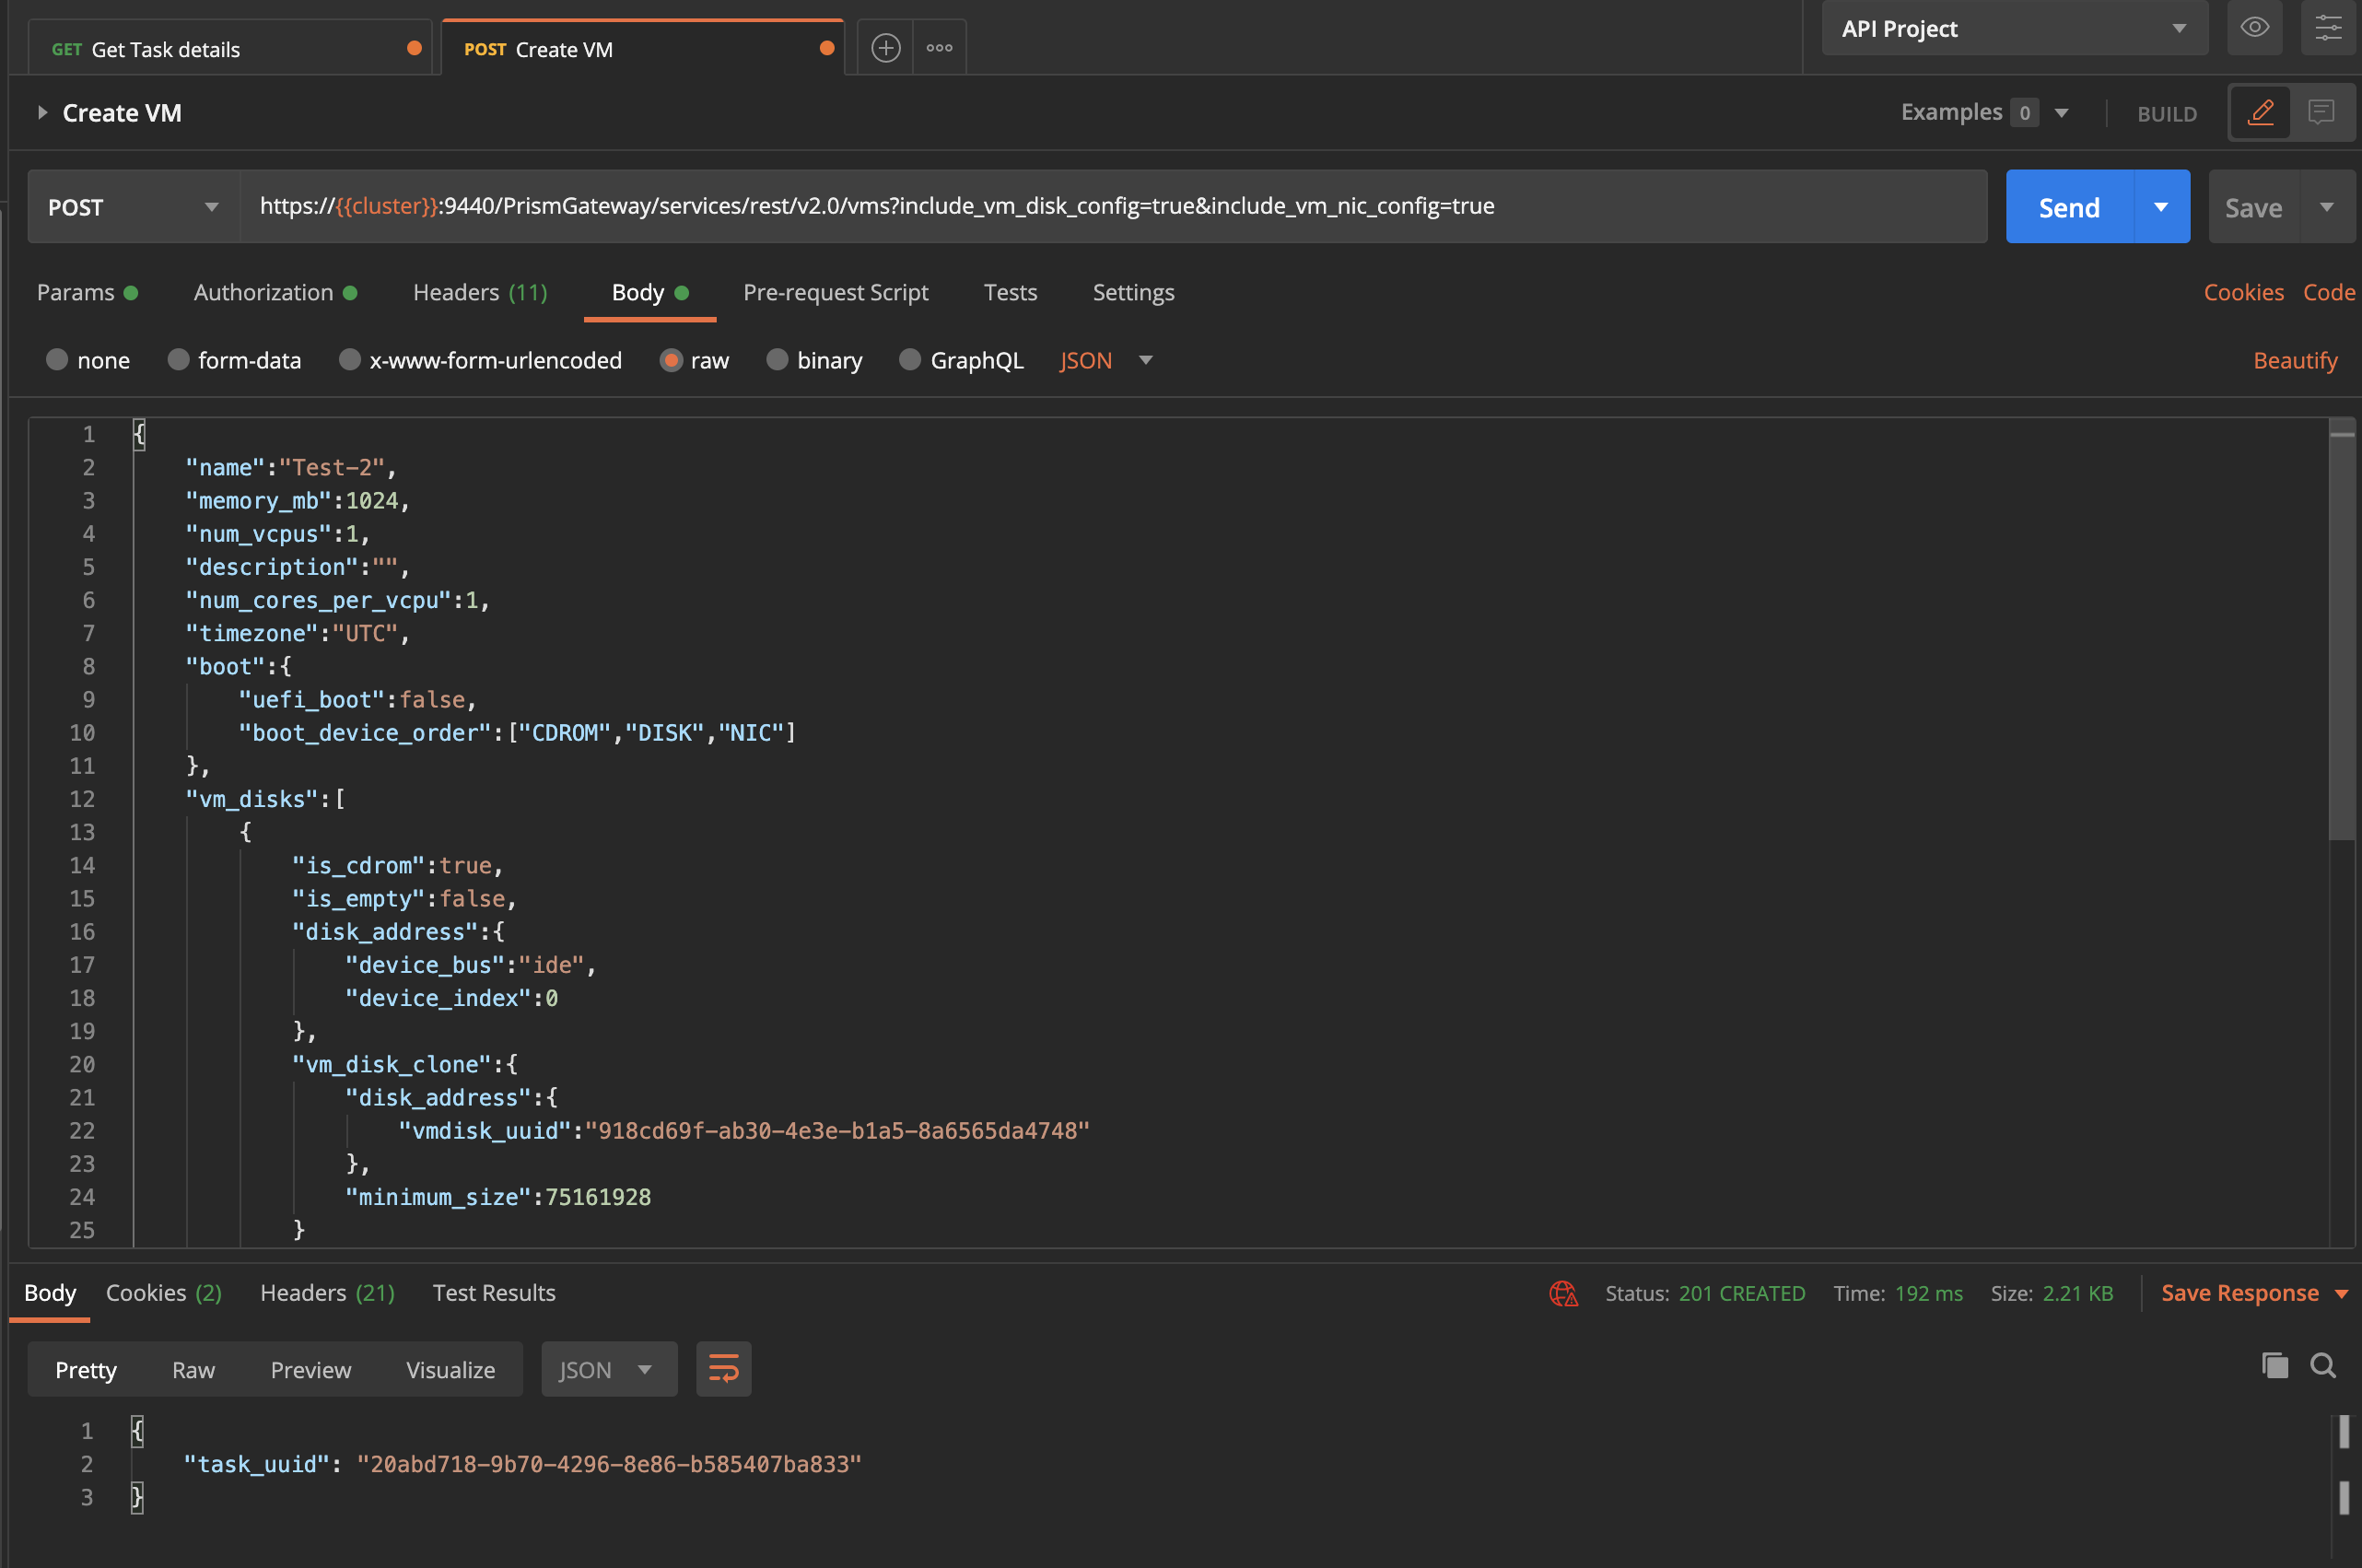 GET Get Task details
POST Create VM
API Project
Create VM
Examples 0
BUILD
POST
https://{{cluster}}:9440/PrismGateway/services/rest/v2.0/vms?include_vm_disk_config=true&include_vm_nic_config=true
Send
Save
Params
Authorization
Headers (11)
Body
Pre-request Script
Tests
Settings
Cookies
Code
none
form-data
x-www-form-urlencoded
raw
binary
GraphQL
JSON
Beautify
1 {
2 "name":"Test-2",
3 "memory_mb":1024,
4 "num_vcpus":1,
5 "description":"",
6 "num_cores_per_vcpu":1,
7 "timezone":"UTC",
8 "boot":{
9 "uefi_boot":false,
10 "boot_device_order":["CDROM","DISK","NIC"]
11 },
12 "vm_disks":[
13 {
14 "is_cdrom":true,
15 "is_empty":false,
16 "disk_address":{
17 "device_bus":"ide",
18 "device_index":0
19 },
20 "vm_disk_clone":{
21 "disk_address":{
22 "vmdisk_uuid":"918cd69f-ab30-4e3e-b1a5-8a6565da4748"
23 },
24 "minimum_size":75161928
25 }
Body
Cookies (2)
Headers (21)
Test Results
Status: 201 CREATED
Time: 192 ms
Size: 2.21 KB
Save Response
Pretty
Raw
Preview
Visualize
JSON
1 {
2 "task_uuid": "20abd718-9b70-4296-8e86-b585407ba833"
3 }